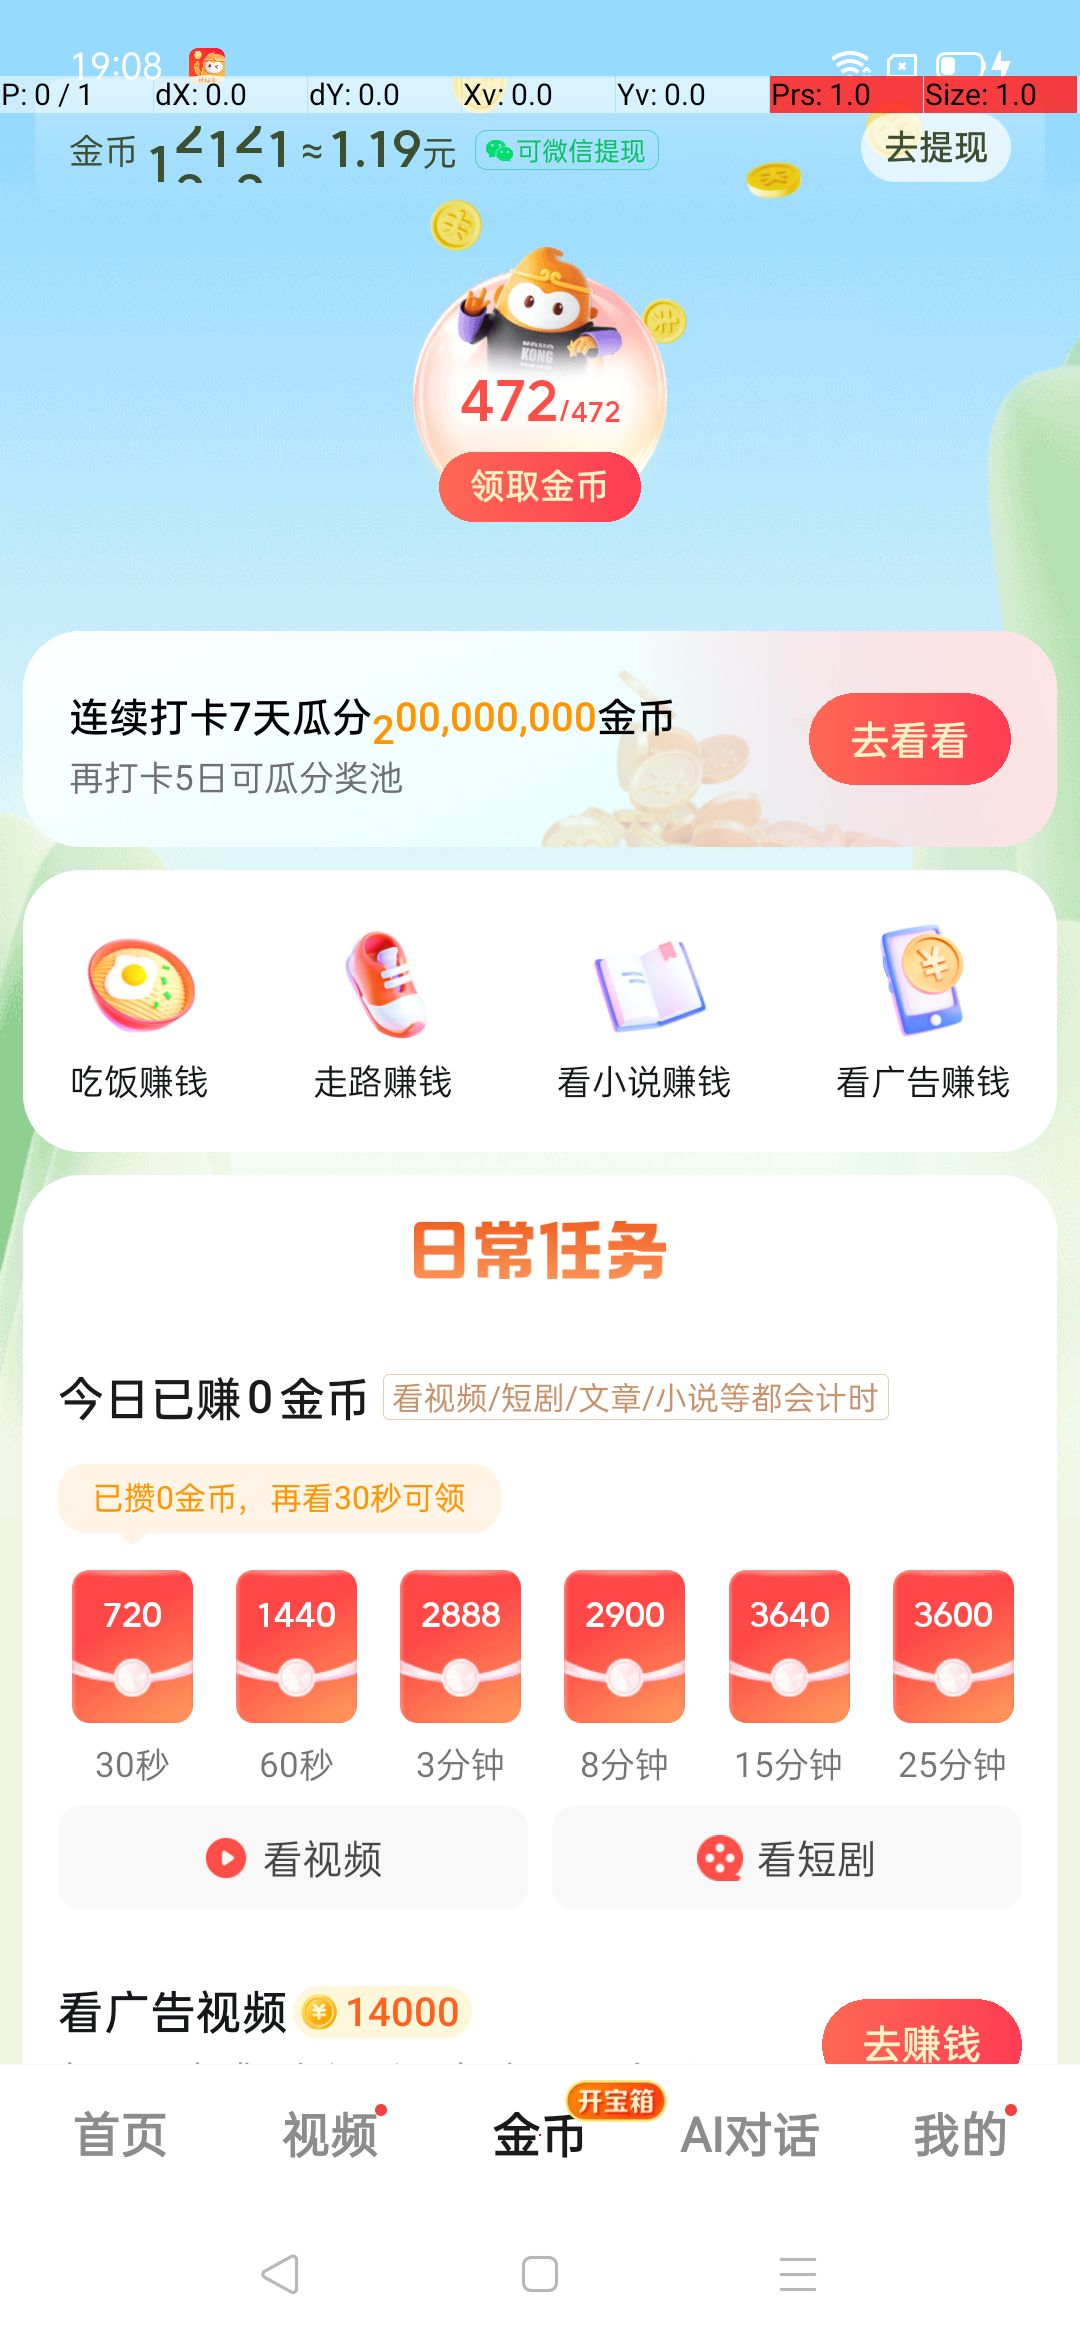 19:08
P: 0 / 1 dX: 0.0 dY: 0.0 Xv: 0.0 Yv: 0.0 Prs: 1.0 Size: 1.0
金币 ≈1.19元 可微信提现 去提现
KONG
472/472
领取金币
连续打卡7天瓜分200,000,000金币
再打卡5日可瓜分奖池
去看看
吃饭赚钱 走路赚钱 看小说赚钱 看广告赚钱
日常任务
今日已赚0金币 看视频/短剧/文章/小说等都会计时
已攒0金币，再看30秒可领
720 1440 2888 2900 3640 3600
30秒 60秒 3分钟 8分钟 15分钟 25分钟
看视频 看短剧
看广告视频 14000 去赚钱
开宝箱
首页 视频 金币 AI对话 我的